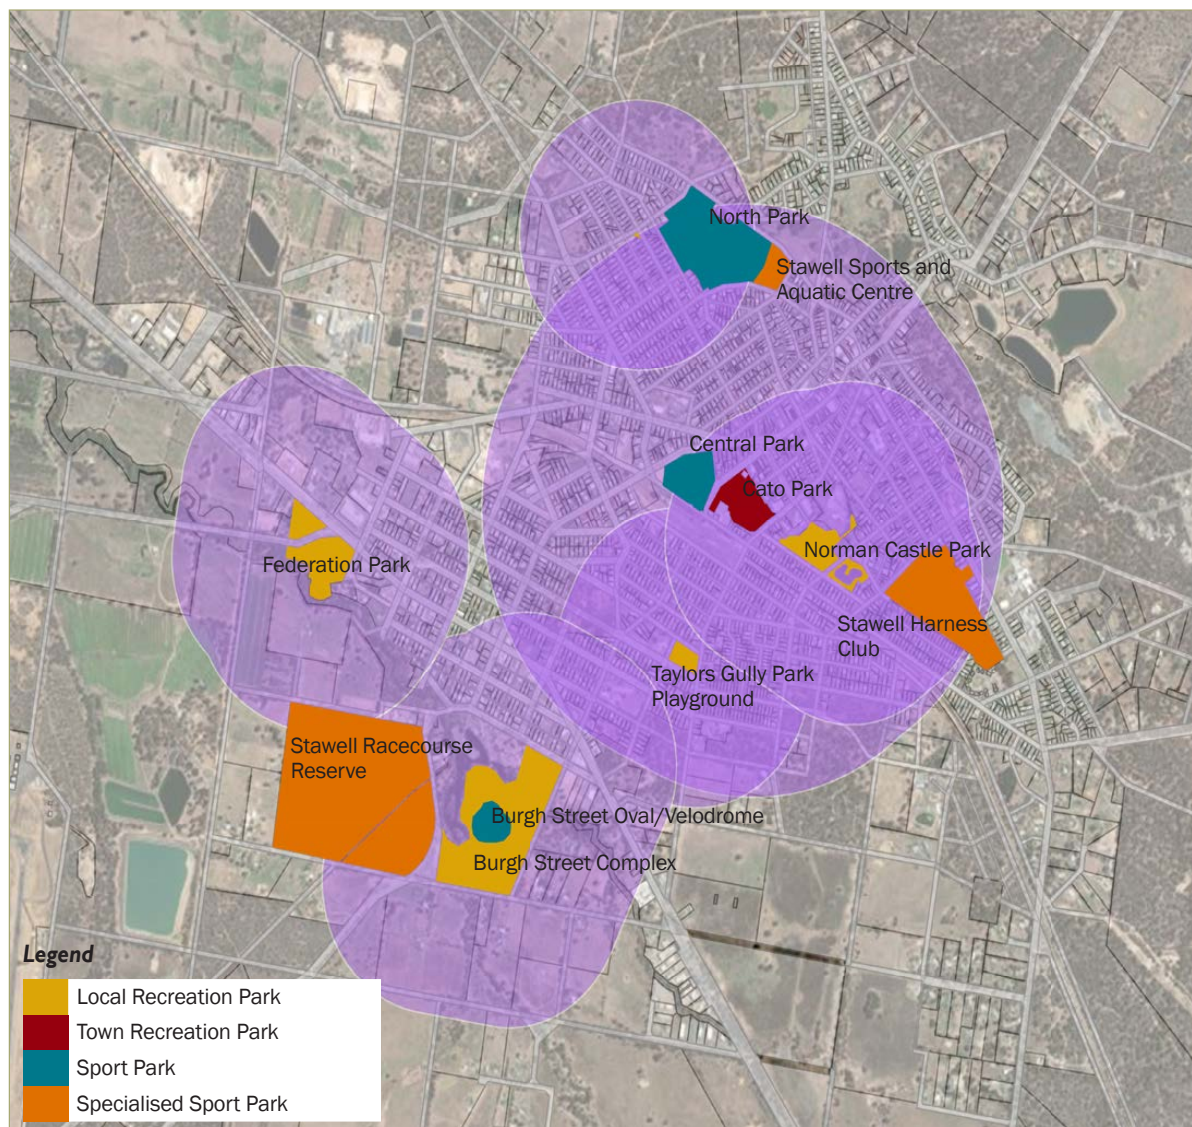 North Park
Stawell Sports and
Aquatic Centre
Central Park
Cato Park
Norman Castle Park
Federation Park
Stawell Harness
Club
Taylors Gully Park
Playground
Stawell Racecourse
Reserve
Burgh Street Oval/Velodrome
Burgh Street Complex
Legend
Local Recreation Park
Town Recreation Park
Sport Park
Specialised Sport Park